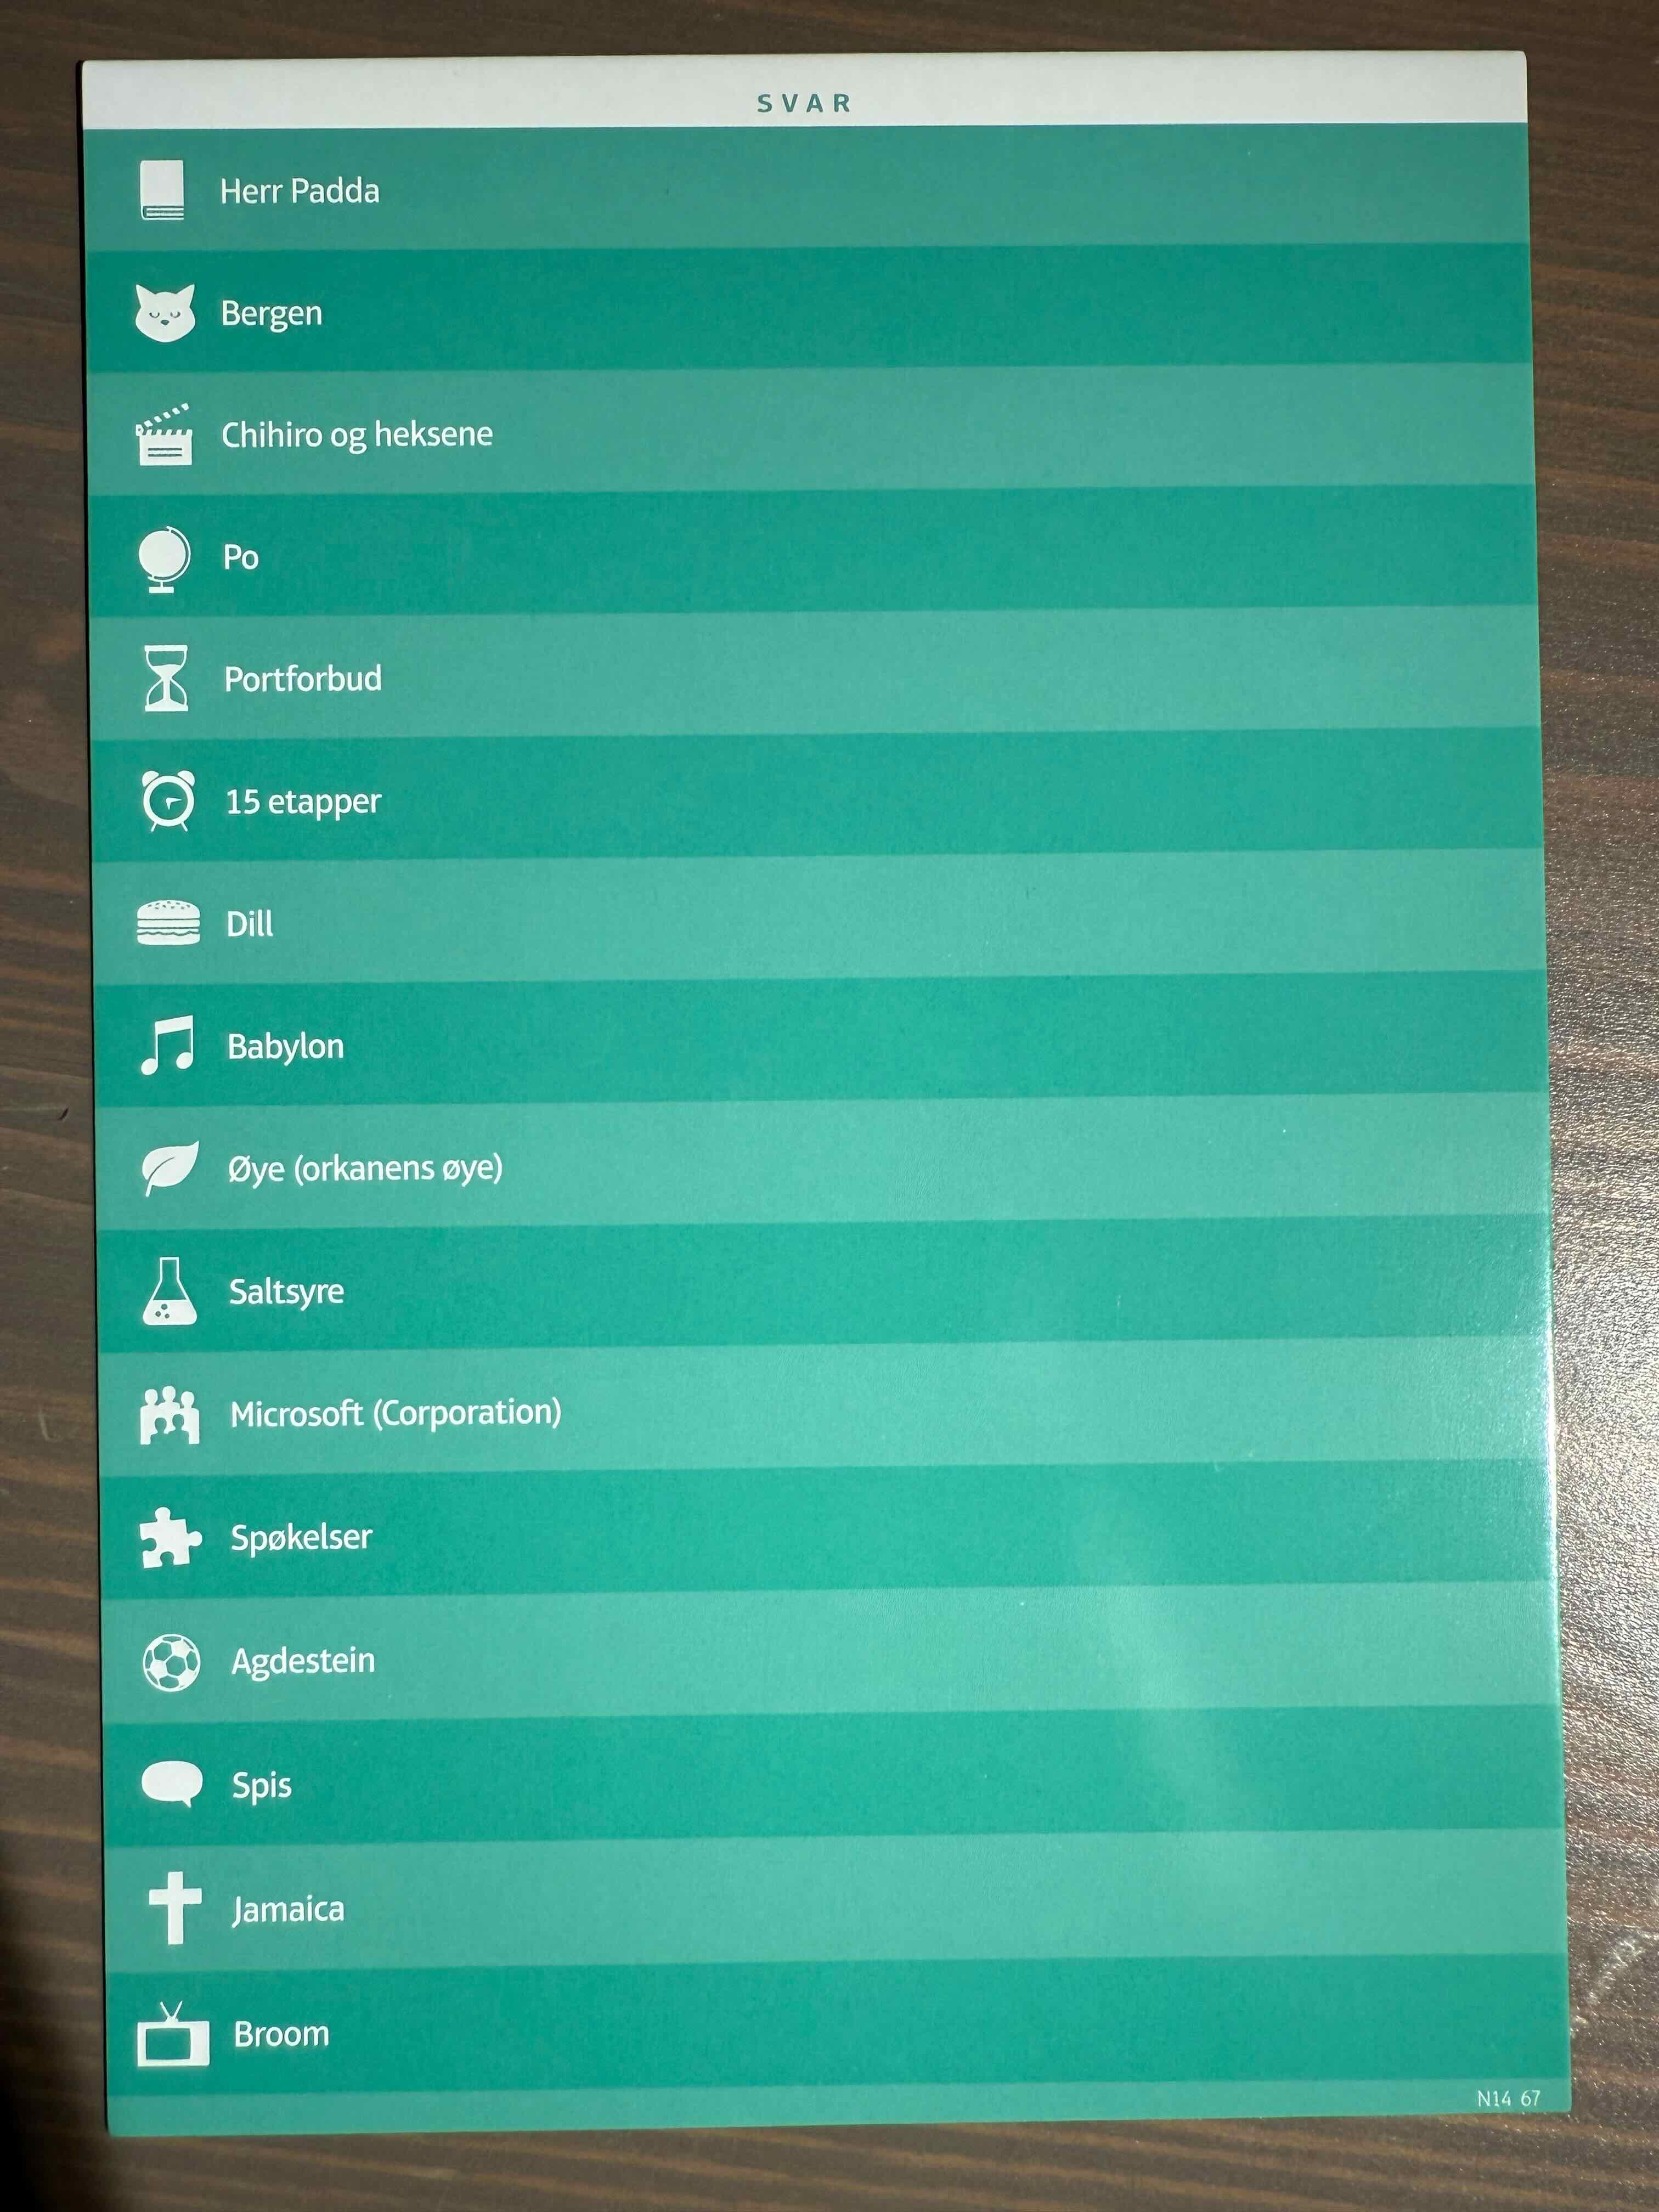 SVAR
Herr Padda
Bergen
Chihiro og heksene
Po
Portforbud
15 etapper
Dill
Babylon
Øye (orkanens øye)
Saltsyre
Microsoft (Corporation)
Spøkelser
Agdestein
Spis
Jamaica
Broom
N14 67